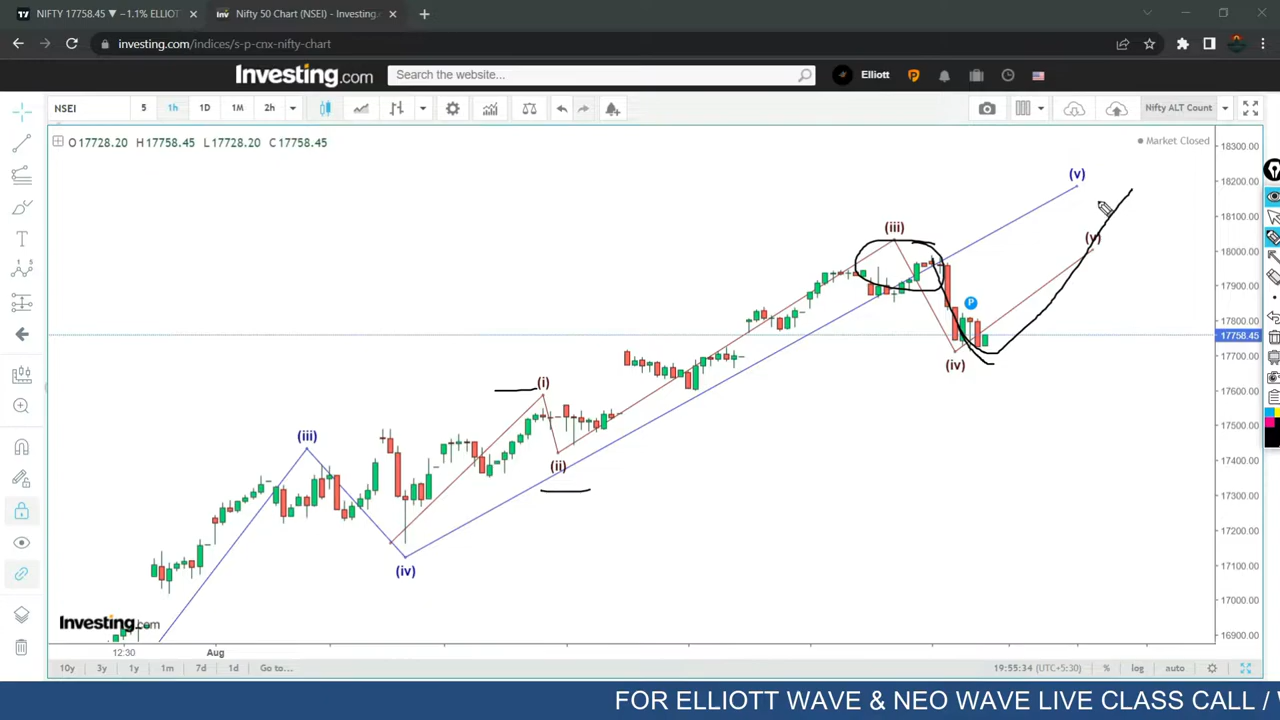 NIFTY 17758.45 ▼ −1.1% ELLIOT
Nifty 50 Chart (NSEI) - Investing.c
investing.com/indices/s-p-cnx-nifty-chart
Investing.com
Search the website...
Elliott
NSEI
5
1h
1D
1M
2h
Nifty ALT Count
O17728.20 H17758.45 L17728.20 C17758.45
Market Closed
18300.00
18200.00
18100.00
18000.00
17900.00
17800.00
17758.45
17700.00
17600.00
17500.00
17400.00
17300.00
17200.00
17100.00
17000.00
16900.00
(v)
(iii)
(v)
P
(iv)
(i)
(iii)
(ii)
(iv)
Investing.com
12:30
Aug
10y 3y 1y 1m 7d 1d Go to...
19:55:34 (UTC+5:30) % log auto
FOR ELLIOTT WAVE & NEO WAVE LIVE CLASS CALL /